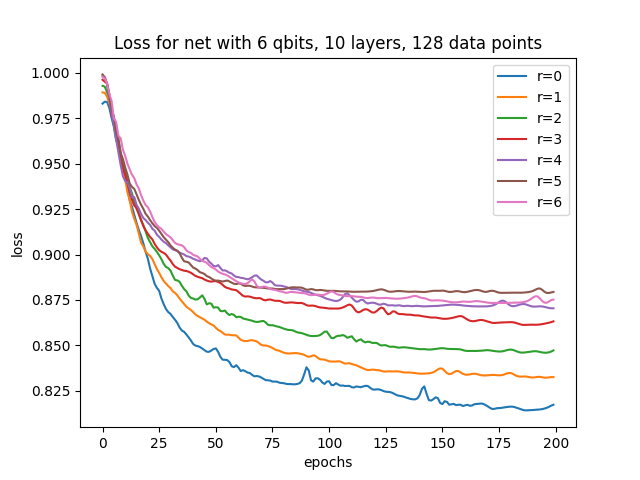 Loss for net with 6 qbits, 10 layers, 128 data points
loss
1.000
0.975
0.950
0.925
0.900
0.875
0.850
0.825
r=0
r=1
r=2
r=3
r=4
r=5
r=6
0 25 50 75 100 125 150 175 200
epochs